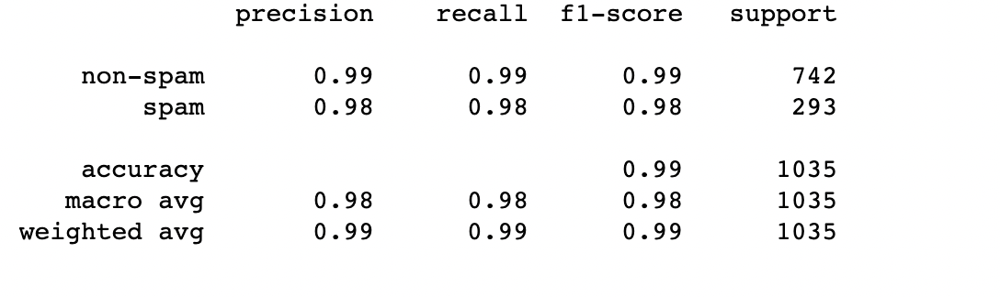 precision recall f1-score support
non-spam 0.99 0.99 0.99 742
spam 0.98 0.98 0.98 293
accuracy 0.99 1035
macro avg 0.98 0.98 0.98 1035
weighted avg 0.99 0.99 0.99 1035